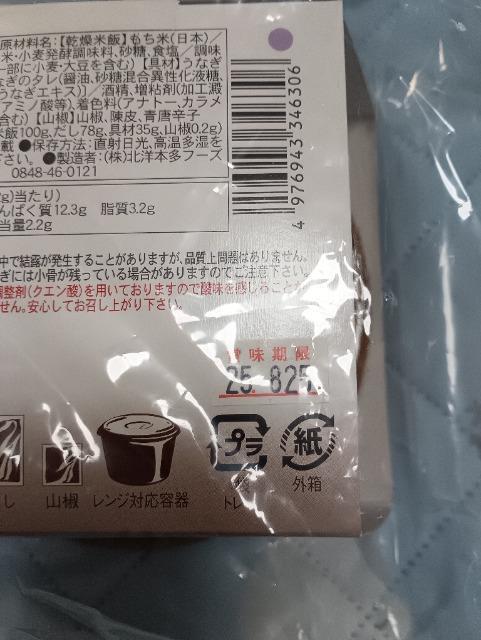 原材料名:【乾燥米飯】もち米(日本)/
米・小麦発酵調味料、砂糖、食塩/調味
一部に小麦・大豆を含む)【具材】うなぎ
なぎのタレ(醤油、砂糖混合異性化液糖、
うなぎエキス))/酒精、増粘剤(加工澱
アミノ酸等)、着色料(アナトー、カラメ
含む)【山椒】山椒、陳皮、青唐辛子
米飯100g、だし78g、具材35g、山椒0.2g)
載 ●保存方法:直射日光、高温多湿を
下さい。 ●製造者:(株)北洋本多フーズ
0848-46-0121
4 976943 346306
g)当たり)
んぱく質12.3g 脂質3.2g
当量2.2g
中で結露が発生することがありますが、品質上問題はありません。
ぎには小骨が残っている場合がありますのでご注意下さい。
調整剤(クエン酸)を用いておりますので酸味を感じることが
せん。安心してお召し上がり下さい。
賞味期限
25. 8.25
プラ
紙
し
山椒
レンジ対応容器
外箱